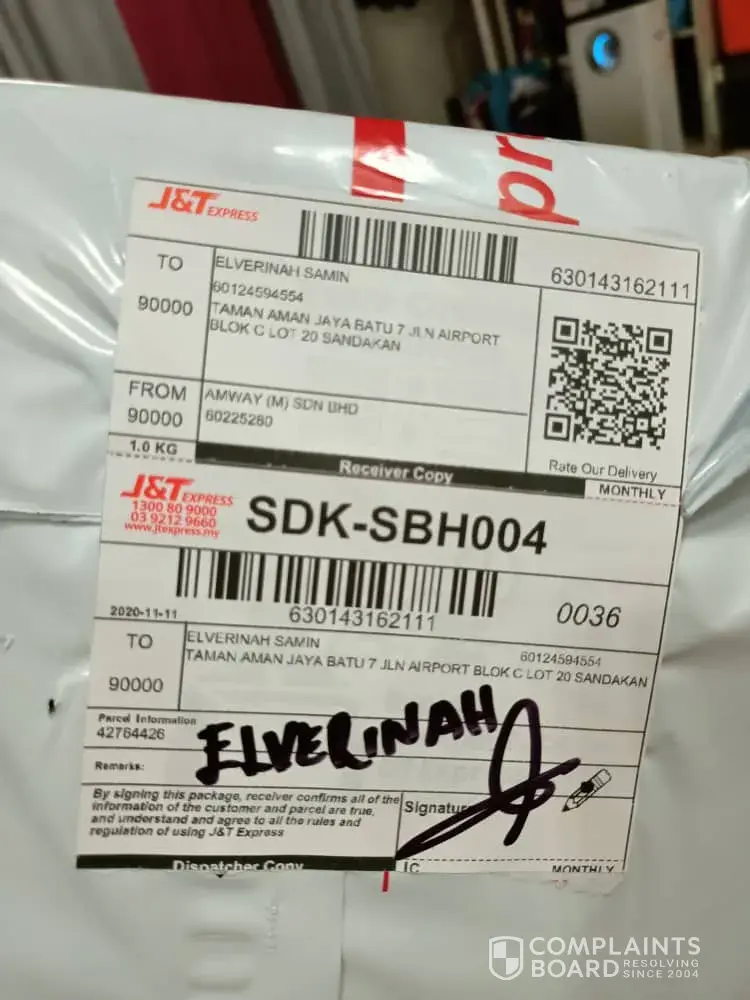 pr
J&T EXPRESS
630143162111
TO
90000
ELVERINAH SAMIN
60124594554
TAMAN AMAN JAYA BATU 7 JLN AIRPORT
BLOK C LOT 20 SANDAKAN
FROM
90000
AMWAY (M) SDN BHD
60225280
1.0 KG
Receiver Copy
Rate Our Delivery
MONTHLY
J&T EXPRESS
1300 80 9000
03 9212 9660
www.jtexpress.my
SDK-SBH004
2020-11-11
630143162111
0036
TO
90000
ELVERINAH SAMIN
60124594554
TAMAN AMAN JAYA BATU 7 JLN AIRPORT BLOK C LOT 20 SANDAKAN
Parcel Information
42764426
ELVERINAH
Remarks:
By signing this package, receiver confirms all of the
information of the customer and parcel are true,
and understand and agree to all the rules and
regulation of using J&T Express
Signatur
Dispatcher Copy
IC
MONTHLY
COMPLAINTS
BOARD RESOLVING
SINCE 2004